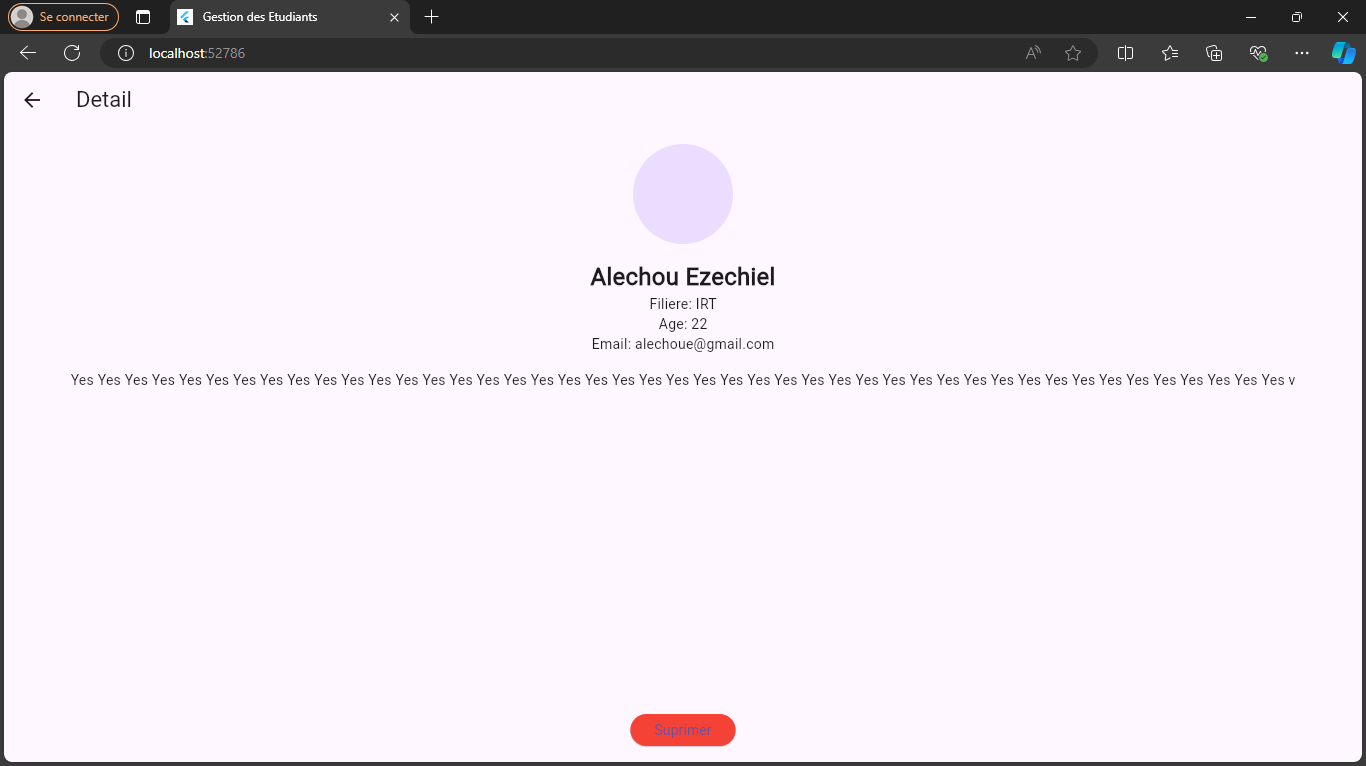 Se connecter
Gestion des Etudiants
localhost:52786
Detail
Alechou Ezechiel
Filiere: IRT
Age: 22
Email: alechoue@gmail.com
Yes Yes Yes Yes Yes Yes Yes Yes Yes Yes Yes Yes Yes Yes Yes Yes Yes Yes Yes Yes Yes Yes Yes Yes Yes Yes Yes Yes Yes Yes Yes Yes Yes Yes Yes Yes Yes Yes Yes Yes Yes Yes Yes Yes Yes v
Suprimer